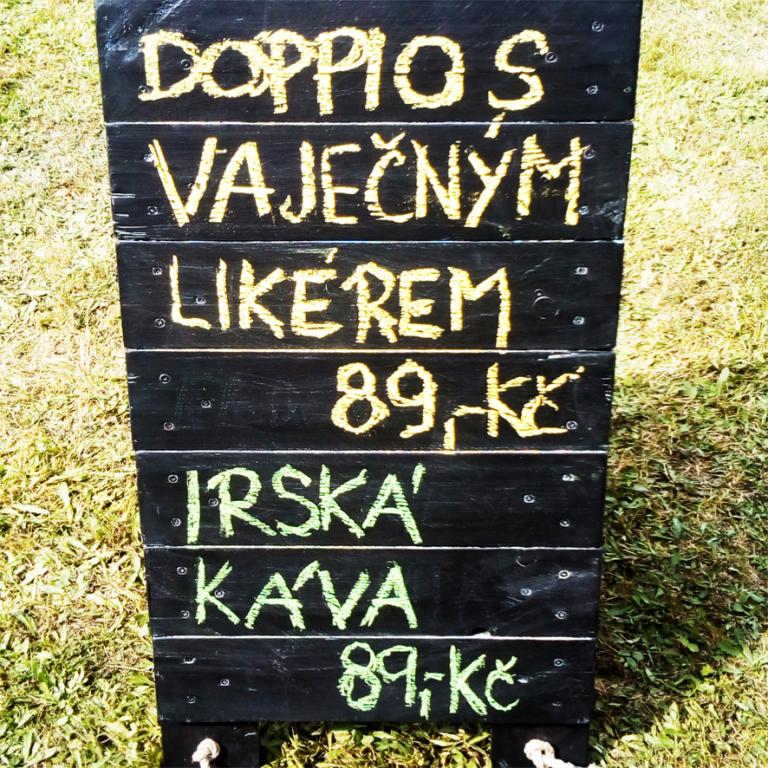 DOPPIO S
VAJEČNÝM
LIKÉREM
89,-KČ
IRSKÁ
KÁVA
89,-KČ